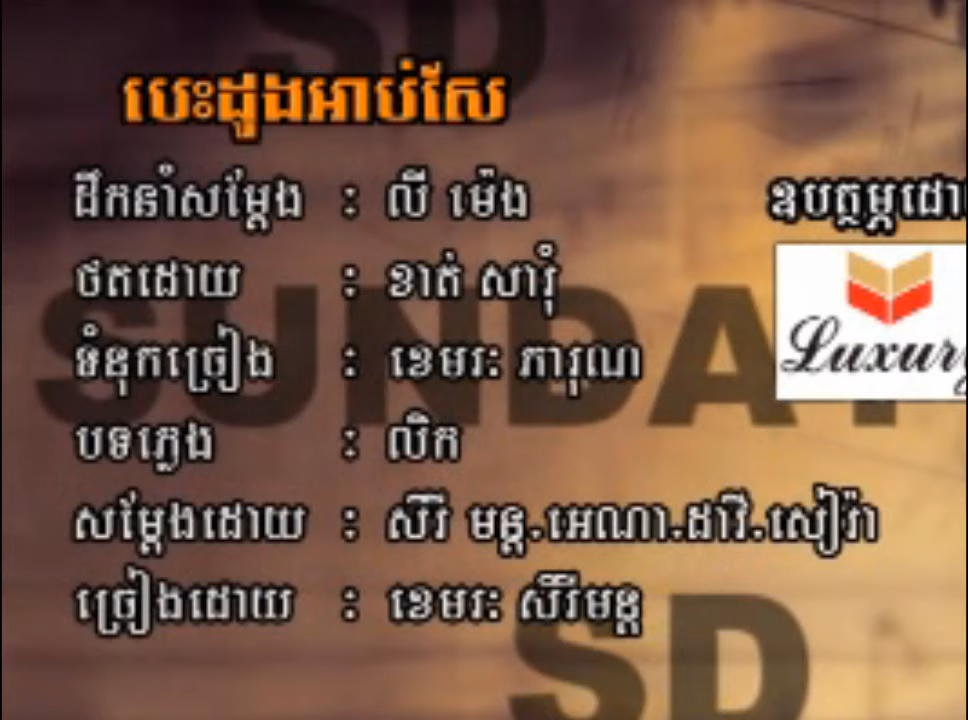 SD
បេះដូងអាប់សែ
ដឹកនាំសម្តែង : លី ម៉េង
ឧបត្ថម្ភដោ
ថតដោយ : ខាត់ សារុំ
Luxury
SUNDAY
ទំនុកច្រៀង : ខេមរៈ ភារុណ
បទភ្លេង : លិក
សម្តែងដោយ : សិរី មន្ត.អេណា.ដាវី.សៀវ៉ា
ច្រៀងដោយ : ខេមរៈ សិរីមន្ត
SD